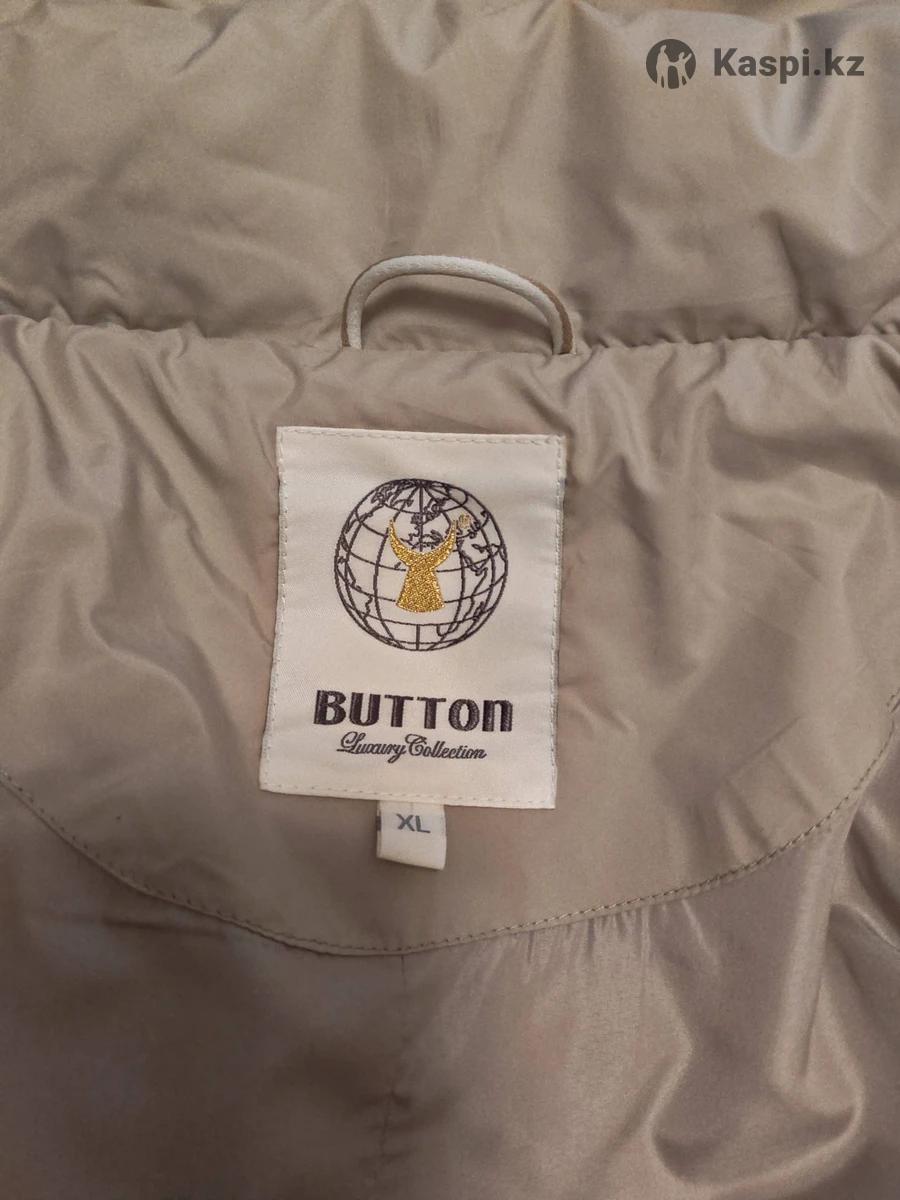 Kaspi.kz
®
BUTTON
Luxury Collection
XL